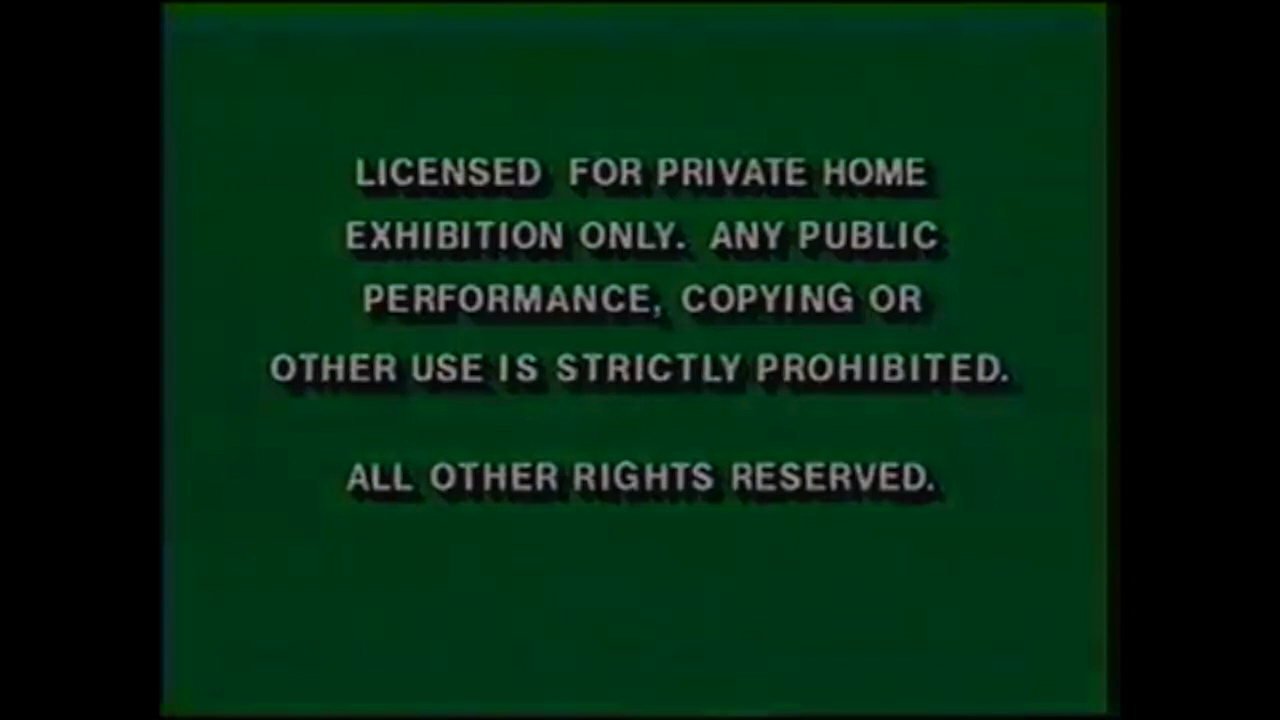 LICENSED FOR PRIVATE HOME
EXHIBITION ONLY. ANY PUBLIC
PERFORMANCE, COPYING OR
OTHER USE IS STRICTLY PROHIBITED.
ALL OTHER RIGHTS RESERVED.